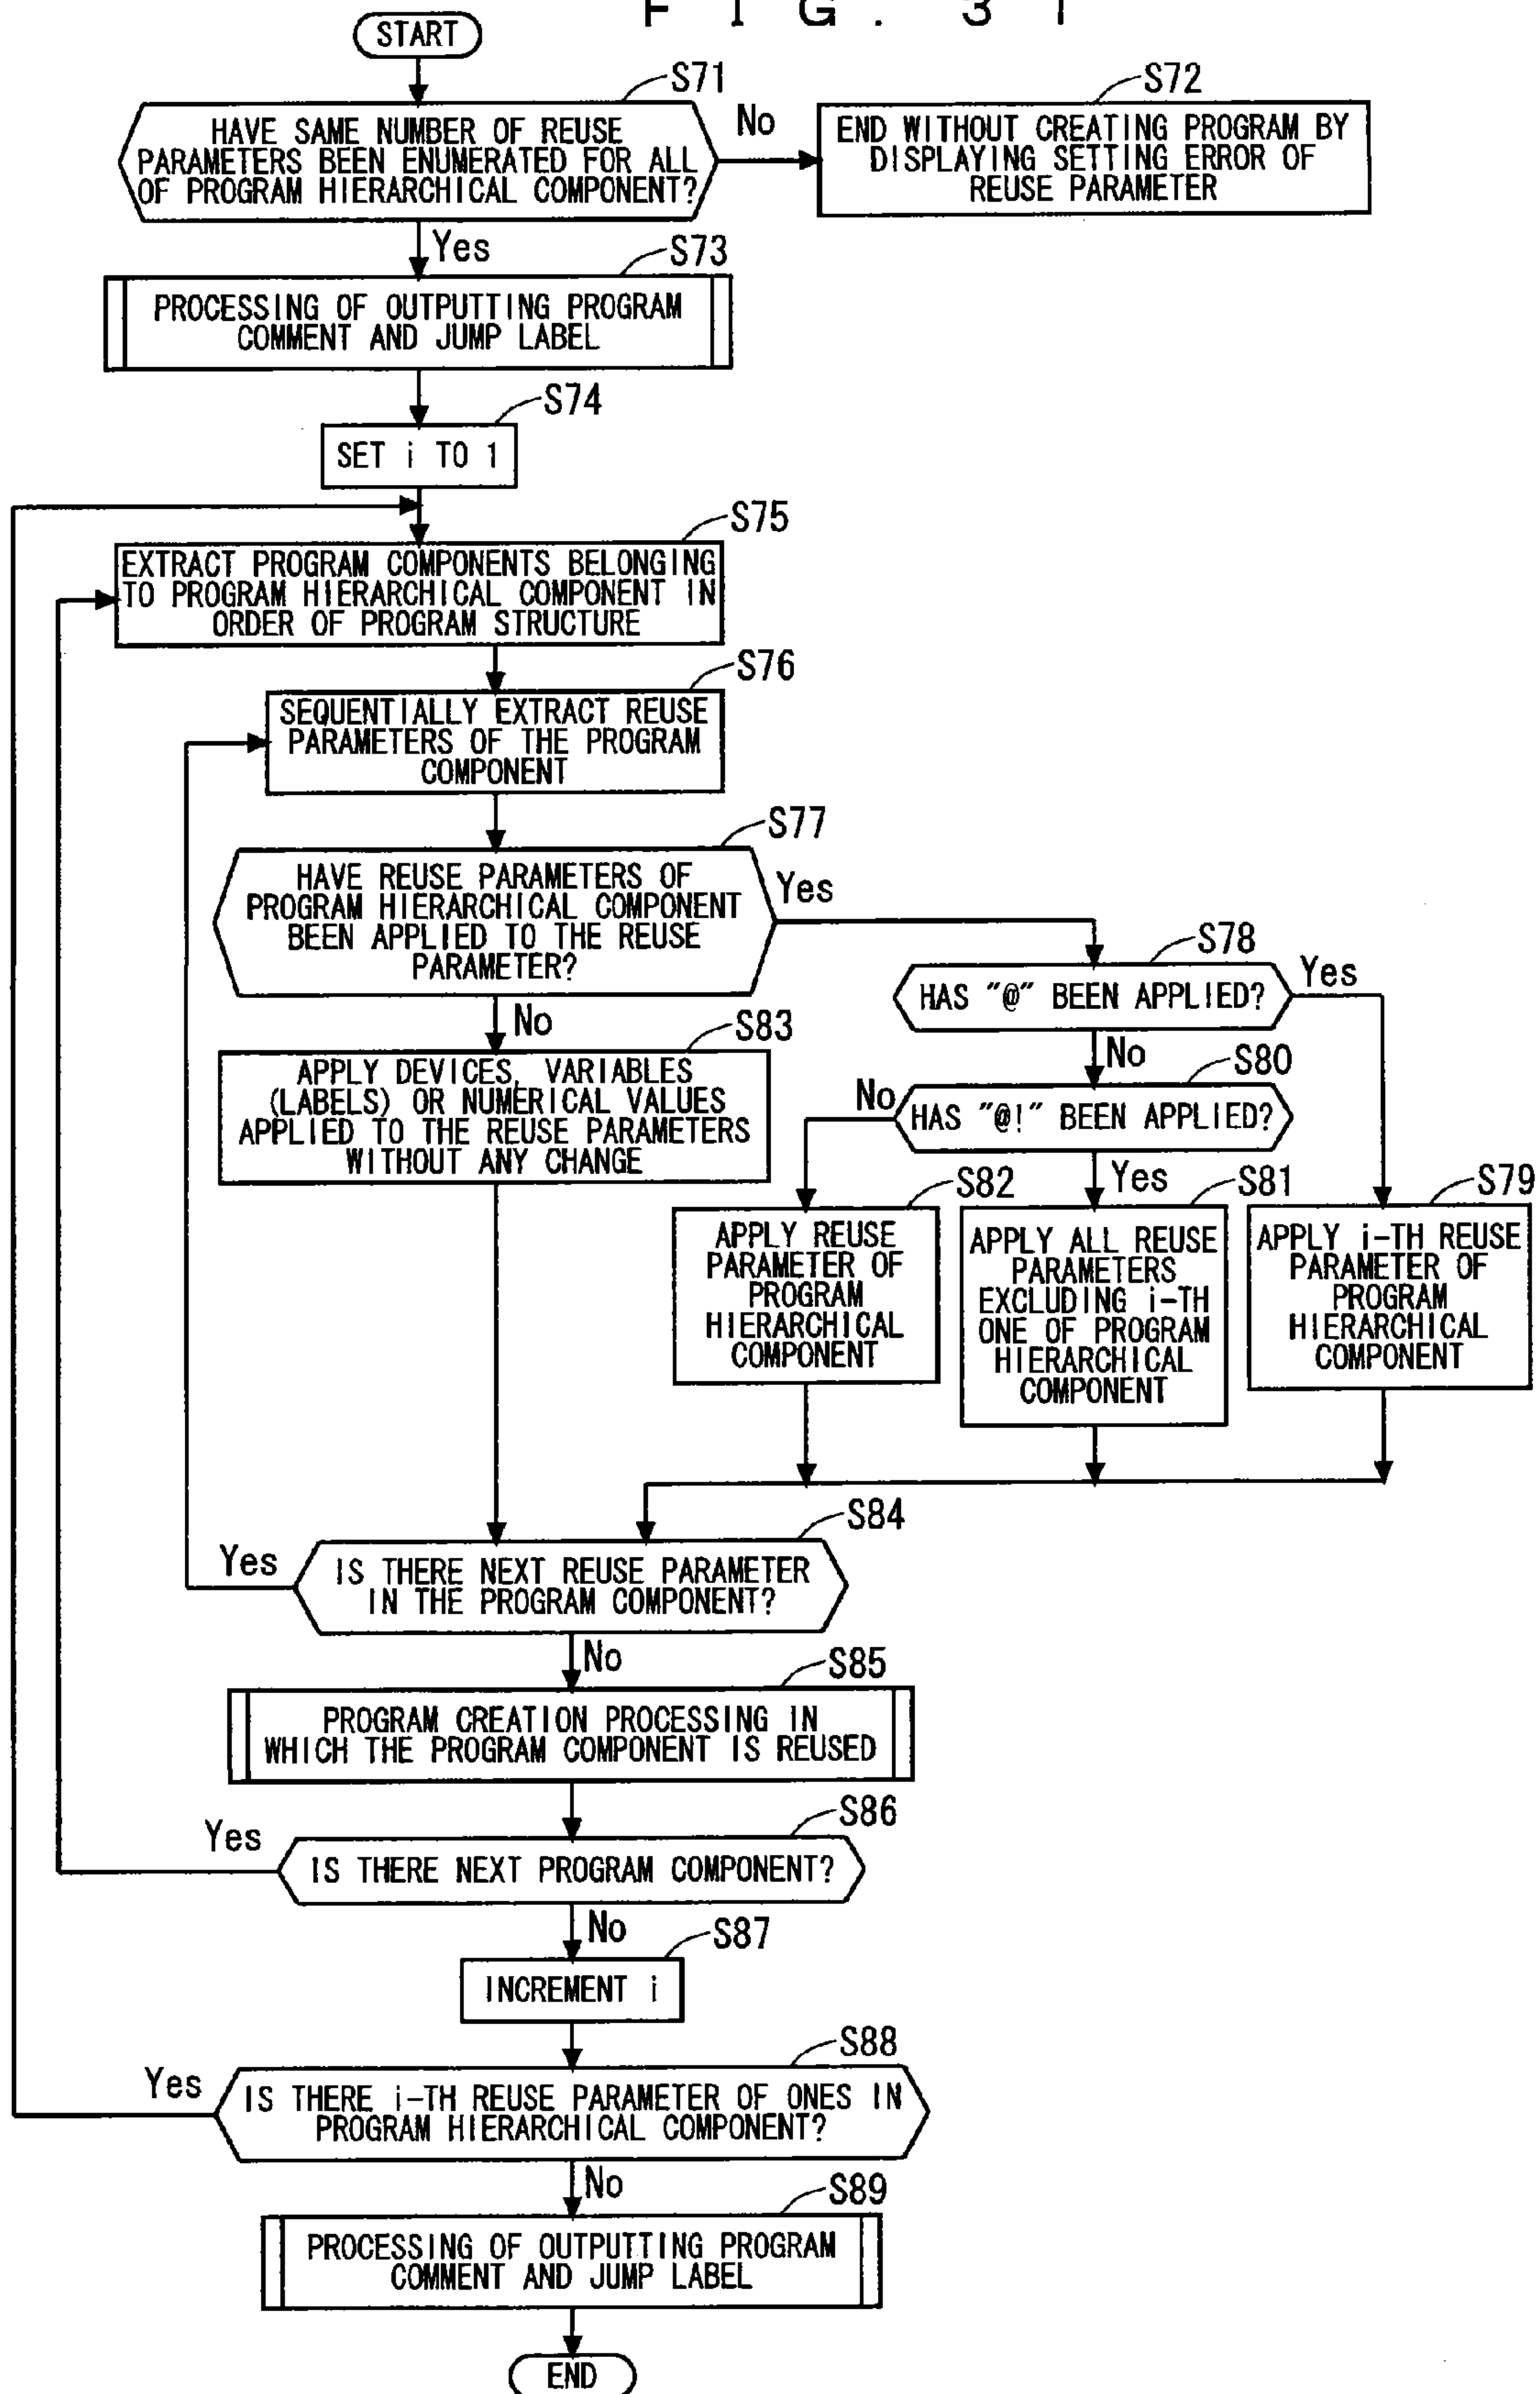 F I G . 3 1
START
S71
HAVE SAME NUMBER OF REUSE
PARAMETERS BEEN ENUMERATED FOR ALL
OF PROGRAM HIERARCHICAL COMPONENT?
No
S72
END WITHOUT CREATING PROGRAM BY
DISPLAYING SETTING ERROR OF
REUSE PARAMETER
Yes
S73
PROCESSING OF OUTPUTTING PROGRAM
COMMENT AND JUMP LABEL
S74
SET i TO 1
S75
EXTRACT PROGRAM COMPONENTS BELONGING
TO PROGRAM HIERARCHICAL COMPONENT IN
ORDER OF PROGRAM STRUCTURE
S76
SEQUENTIALLY EXTRACT REUSE
PARAMETERS OF THE PROGRAM
COMPONENT
S77
HAVE REUSE PARAMETERS OF
PROGRAM HIERARCHICAL COMPONENT
BEEN APPLIED TO THE REUSE
PARAMETER?
Yes
S78
HAS "@" BEEN APPLIED?
Yes
No
No
S83
APPLY DEVICES, VARIABLES
(LABELS) OR NUMERICAL VALUES
APPLIED TO THE REUSE PARAMETERS
WITHOUT ANY CHANGE
S80
HAS "@!" BEEN APPLIED?
No
Yes
S82
APPLY REUSE
PARAMETER OF
PROGRAM
HIERARCHICAL
COMPONENT
S81
APPLY ALL REUSE
PARAMETERS
EXCLUDING i-TH
ONE OF PROGRAM
HIERARCHICAL
COMPONENT
S79
APPLY i-TH REUSE
PARAMETER OF
PROGRAM
HIERARCHICAL
COMPONENT
S84
IS THERE NEXT REUSE PARAMETER
IN THE PROGRAM COMPONENT?
Yes
No
S85
PROGRAM CREATION PROCESSING IN
WHICH THE PROGRAM COMPONENT IS REUSED
S86
IS THERE NEXT PROGRAM COMPONENT?
Yes
No
S87
INCREMENT i
S88
IS THERE i-TH REUSE PARAMETER OF ONES IN
PROGRAM HIERARCHICAL COMPONENT?
Yes
No
S89
PROCESSING OF OUTPUTTING PROGRAM
COMMENT AND JUMP LABEL
END